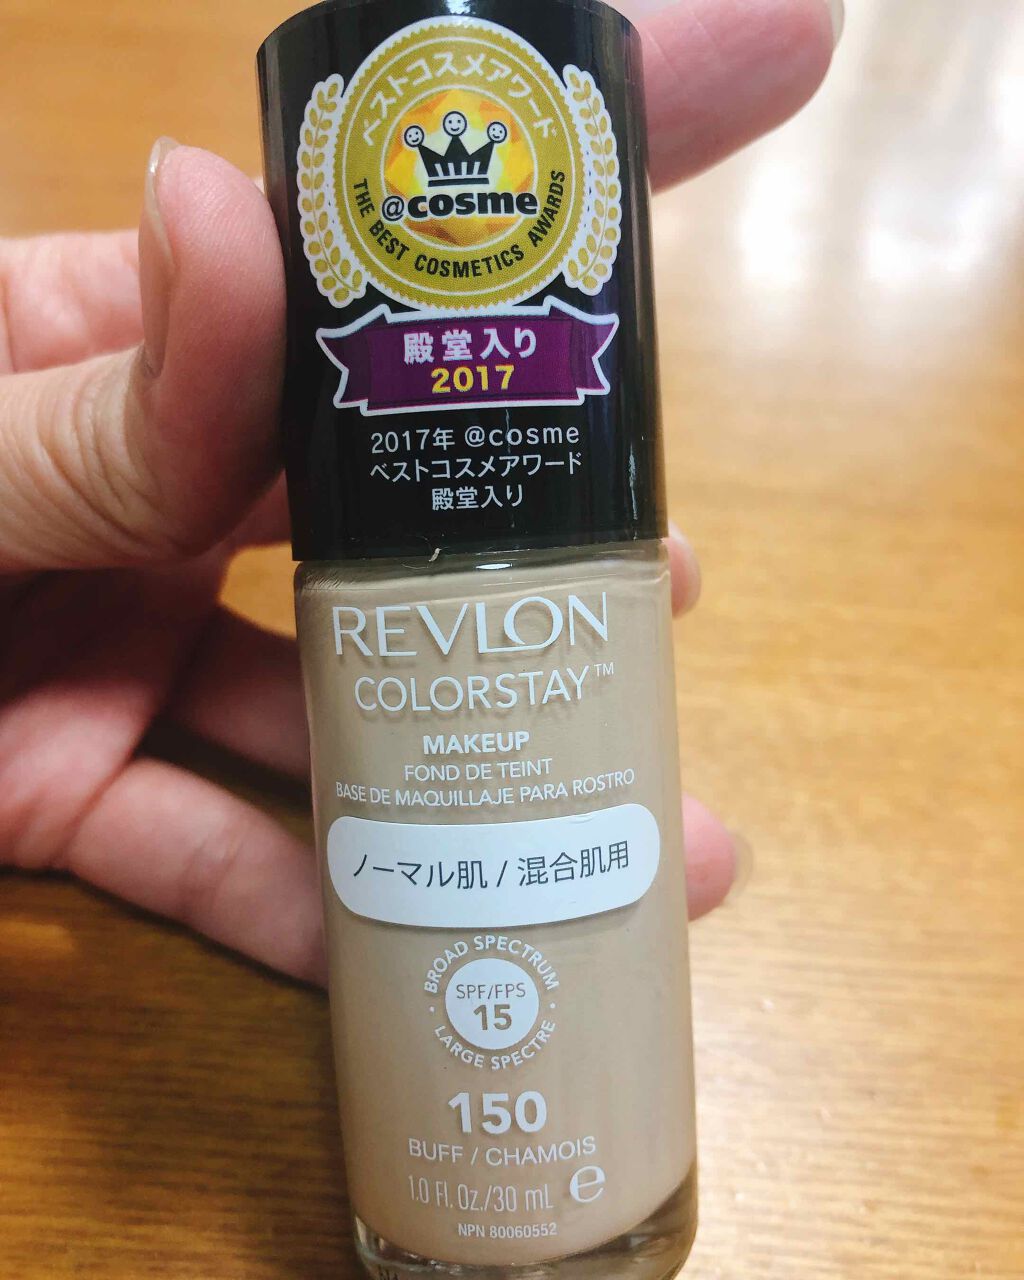 ベストコスメアワード
@cosme
THE BEST COSMETICS AWARDS
殿堂入り
2017
2017年 @cosme
ベストコスメアワード
殿堂入り
REVLON
COLORSTAY™
MAKEUP
FOND DE TEINT
BASE DE MAQUILLAJE PARA ROSTRO
ノーマル肌 / 混合肌用
BROAD SPECTRUM
SPF/FPS
15
• LARGE SPECTRE •
150
BUFF / CHAMOIS
1.0 Fl. Oz./30 mL ℮
NPN 80060552